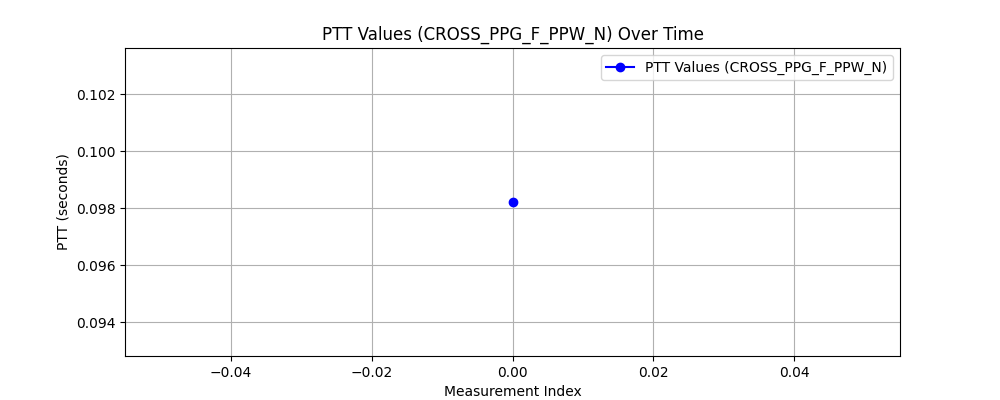 PTT Values (CROSS_PPG_F_PPW_N) Over Time
PTT Values (CROSS_PPG_F_PPW_N)
PTT (seconds)
0.102
0.100
0.098
0.096
0.094
−0.04 −0.02 0.00 0.02 0.04
Measurement Index